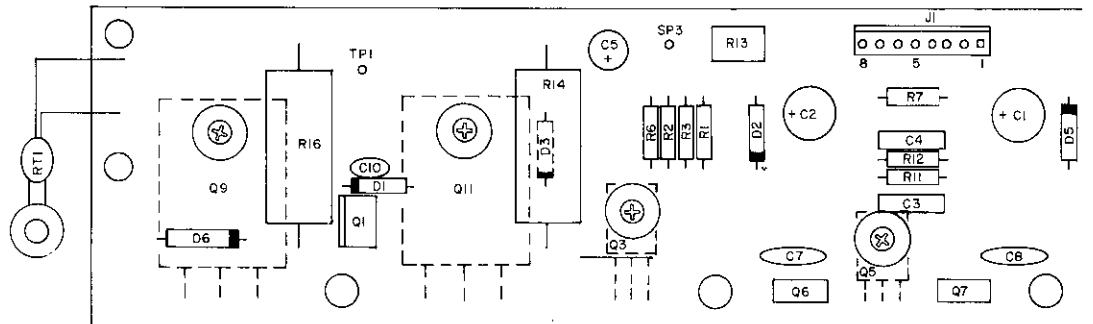 J1
SP3
C5
+
R13
TP1
8 5 1
R14
R7
+ C2
+ C1
D5
R16
D3
R6
R2
R3
R1
D2
C4
R12
RT1
C10
R11
Q9
D1
Q11
C3
Q1
D6
Q3
C7
C8
Q5
Q6
Q7